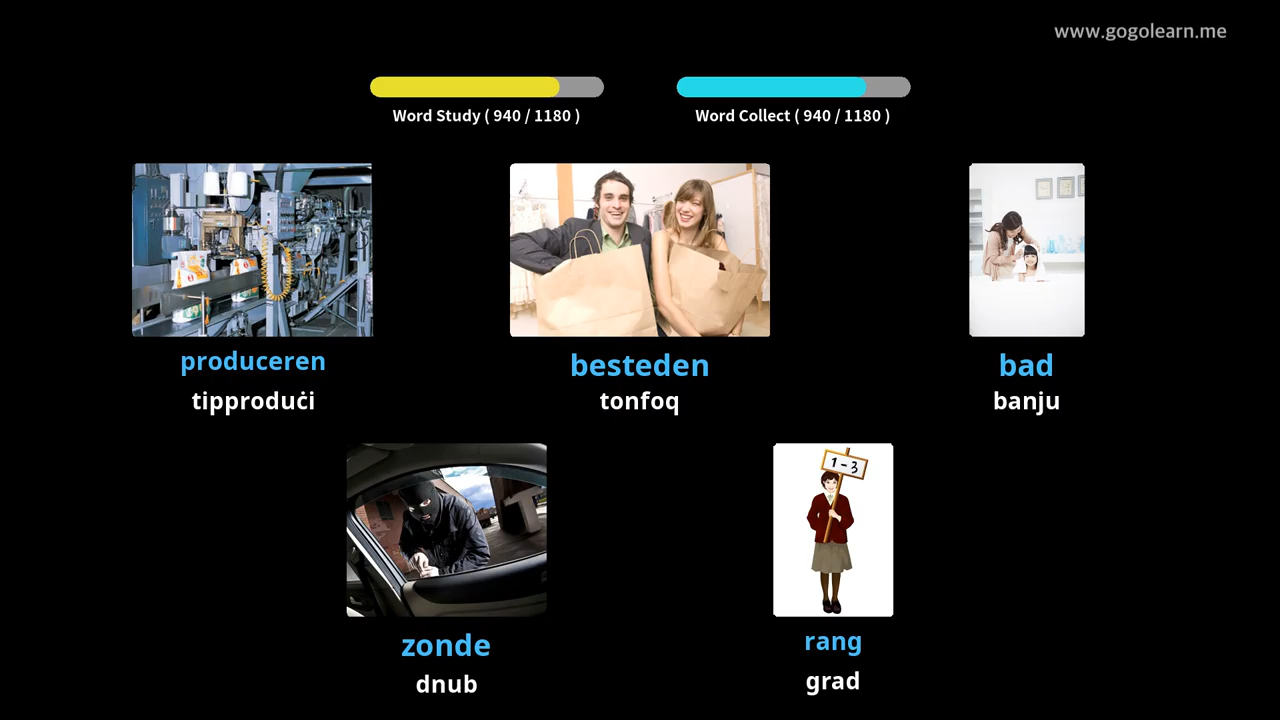 www.gogolearn.me
Word Study ( 940 / 1180 )
Word Collect ( 940 / 1180 )
produceren
tipproduċi
besteden
tonfoq
bad
banju
zonde
dnub
1 - 3
rang
grad